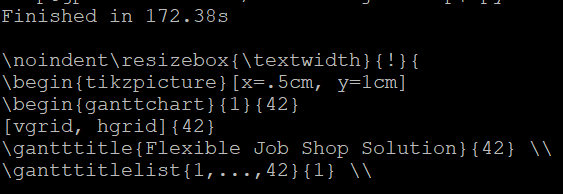 Finished in 172.38s
\noindent\resizebox{\textwidth}{!}{
\begin{tikzpicture}[x=.5cm, y=1cm]
\begin{ganttchart}{1}{42}
[vgrid, hgrid]{42}
\gantttitle{Flexible Job Shop Solution}{42} \\
\gantttitlelist{1,...,42}{1} \\